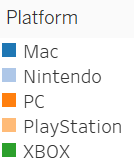 Platform
Mac
Nintendo
PC
PlayStation
XBOX